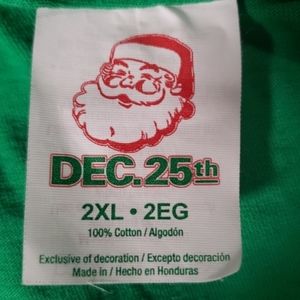 DEC.25th
2XL • 2EG
100% Cotton / Algodón
Exclusive of decoration / Excepto decoración
Made in / Hecho en Honduras